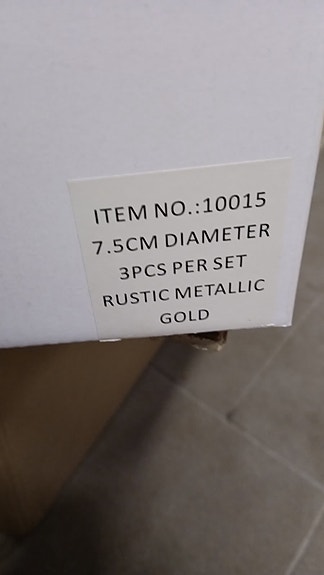 ITEM NO.:10015
7.5CM DIAMETER
3PCS PER SET
RUSTIC METALLIC
GOLD